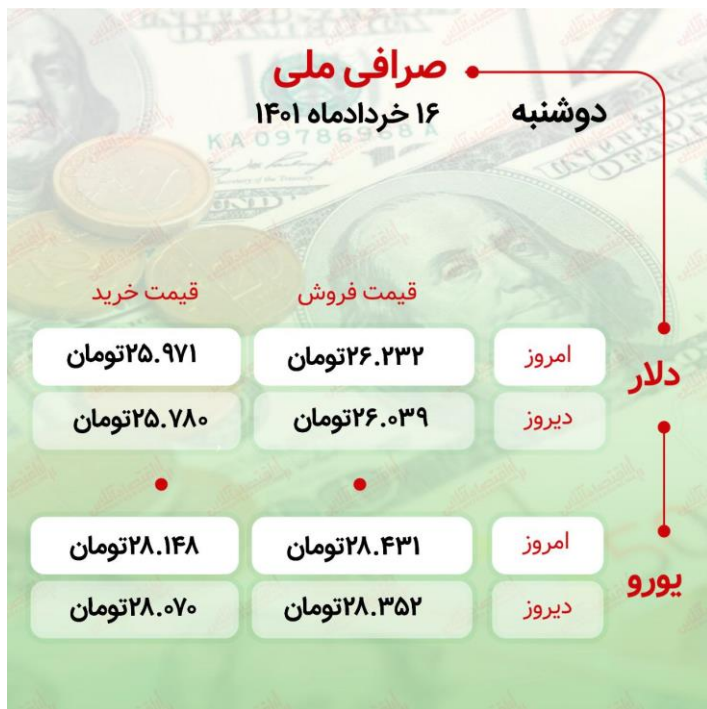 صرافی ملی
دوشنبه ۱۶ خردادماه ۱۴۰۱
قیمت فروش قیمت خرید
دلار
امروز ۲۶.۲۳۲تومان ۲۵.۹۷۱تومان
دیروز ۲۶.۰۳۹تومان ۲۵.۷۸۰تومان
یورو
امروز ۲۸.۴۳۱تومان ۲۸.۱۴۸تومان
دیروز ۲۸.۳۵۲تومان ۲۸.۰۷۰تومان